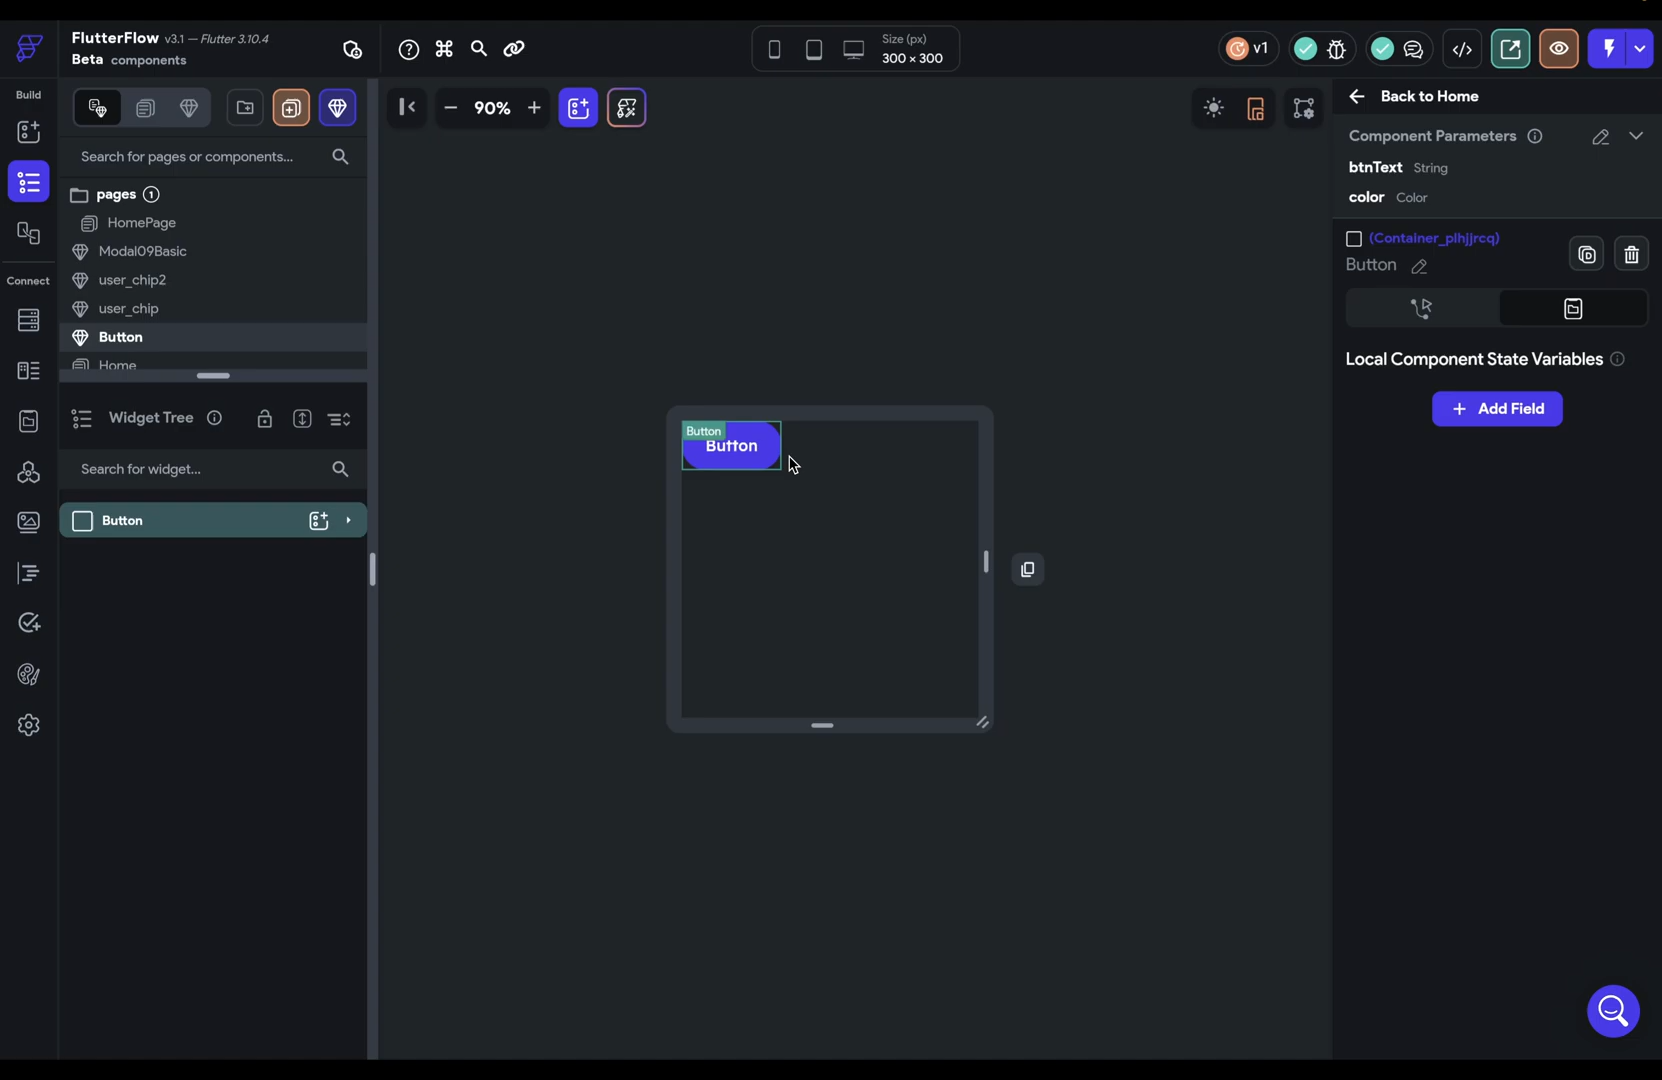 FlutterFlow v3.1 – Flutter 3.10.4
Beta components
Size (px)
300 × 300
v1
Build
90%
Back to Home
Search for pages or components...
Component Parameters
btnText String
color Color
pages 1
HomePage
Modal09Basic
user_chip2
user_chip
Button
Home
Connect
(Container_plhjjrcq)
Button
Local Component State Variables
+ Add Field
Widget Tree
Search for widget...
Button
Button
Button